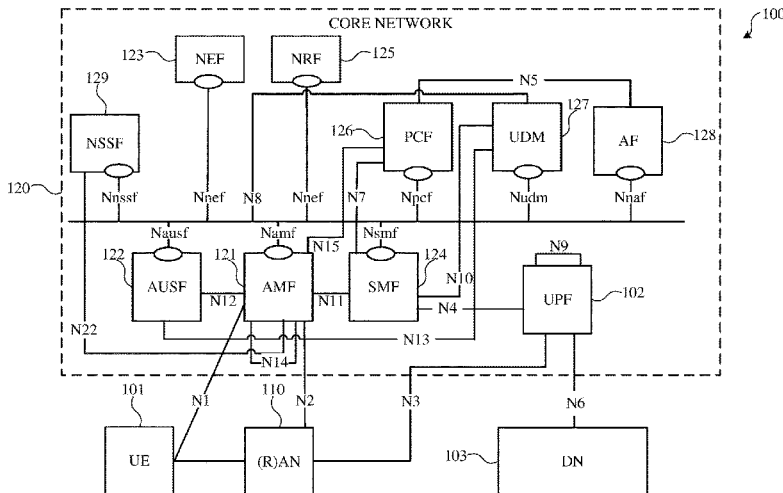 CORE NETWORK
100
123
NEF
NRF
125
N5
129
NSSF
126
PCF
UDM
127
AF
128
120
Nnssf
Nnef
N8
Nnef
N7
Npcf
Nudm
Nnaf
Nausf
Namf
N15
Nsmf
122
121
124
N10
N9
AUSF
N12
AMF
N11
SMF
N4
UPF
102
N22
N14
N13
101
N1
110
N2
N3
N6
UE
(R)AN
103
DN